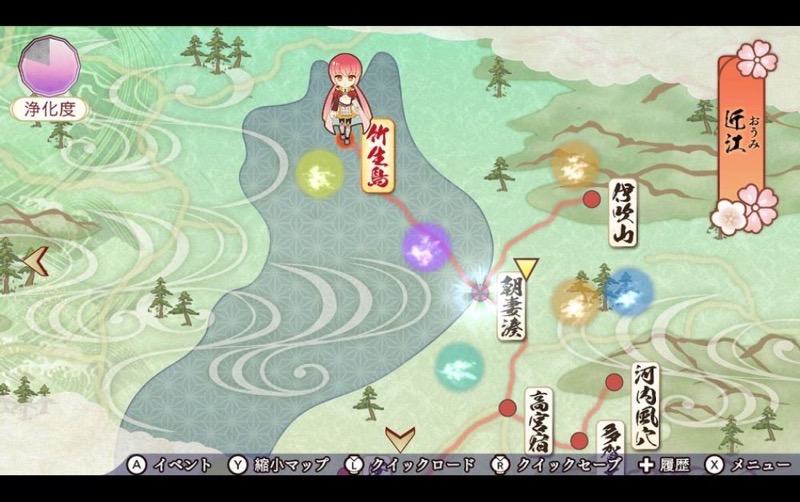 浄化度
竹生島
近江
おうみ
伊吹山
朝妻湊
河内風穴
高宮宿
多
Ⓐ イベント Ⓨ 縮小マップ Ⓛ クイックロード Ⓡ クイックセーブ ✚ 履歴 Ⓧ メニュー